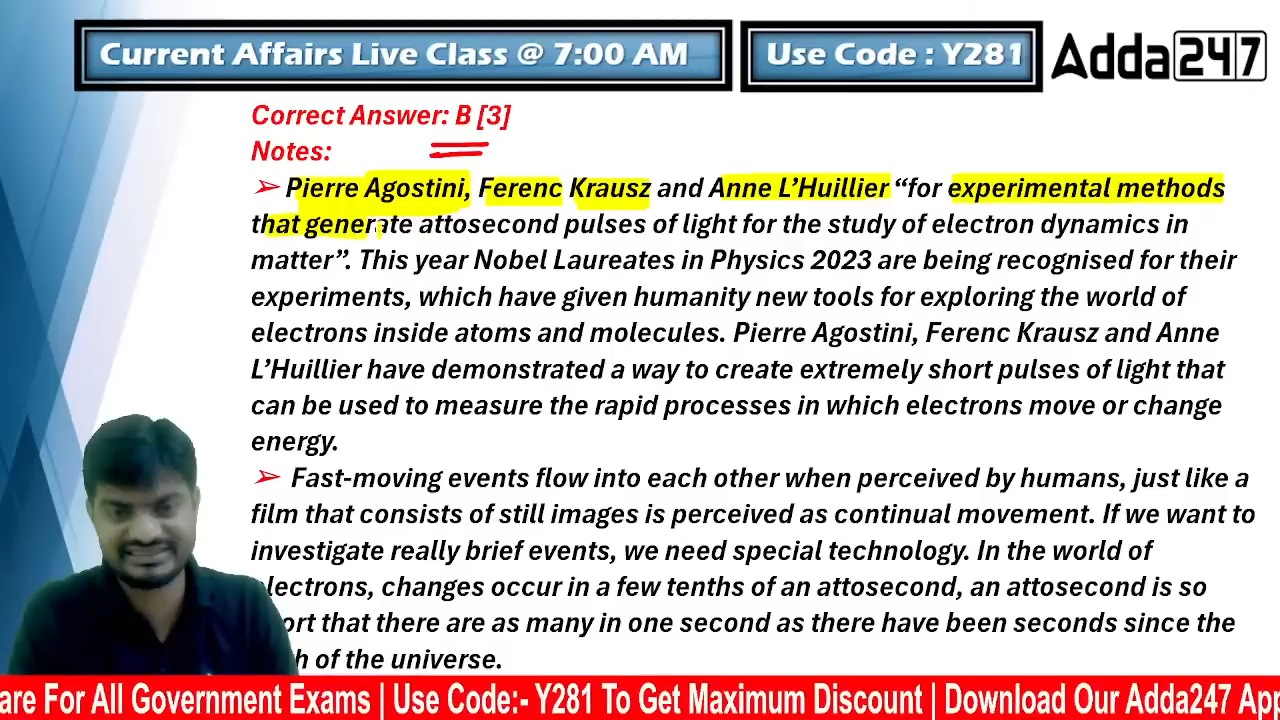 Current Affairs Live Class @ 7:00 AM
Use Code : Y281
Adda247
Correct Answer: B [3]
Notes:
➢ Pierre Agostini, Ferenc Krausz and Anne L’Huillier “for experimental methods
that generate attosecond pulses of light for the study of electron dynamics in
matter”. This year Nobel Laureates in Physics 2023 are being recognised for their
experiments, which have given humanity new tools for exploring the world of
electrons inside atoms and molecules. Pierre Agostini, Ferenc Krausz and Anne
L’Huillier have demonstrated a way to create extremely short pulses of light that
can be used to measure the rapid processes in which electrons move or change
energy.
➢ Fast-moving events flow into each other when perceived by humans, just like a
film that consists of still images is perceived as continual movement. If we want to
investigate really brief events, we need special technology. In the world of
electrons, changes occur in a few tenths of an attosecond, an attosecond is so
ort that there are as many in one second as there have been seconds since the
h of the universe.
are For All Government Exams | Use Code:- Y281 To Get Maximum Discount | Download Our Adda247 App